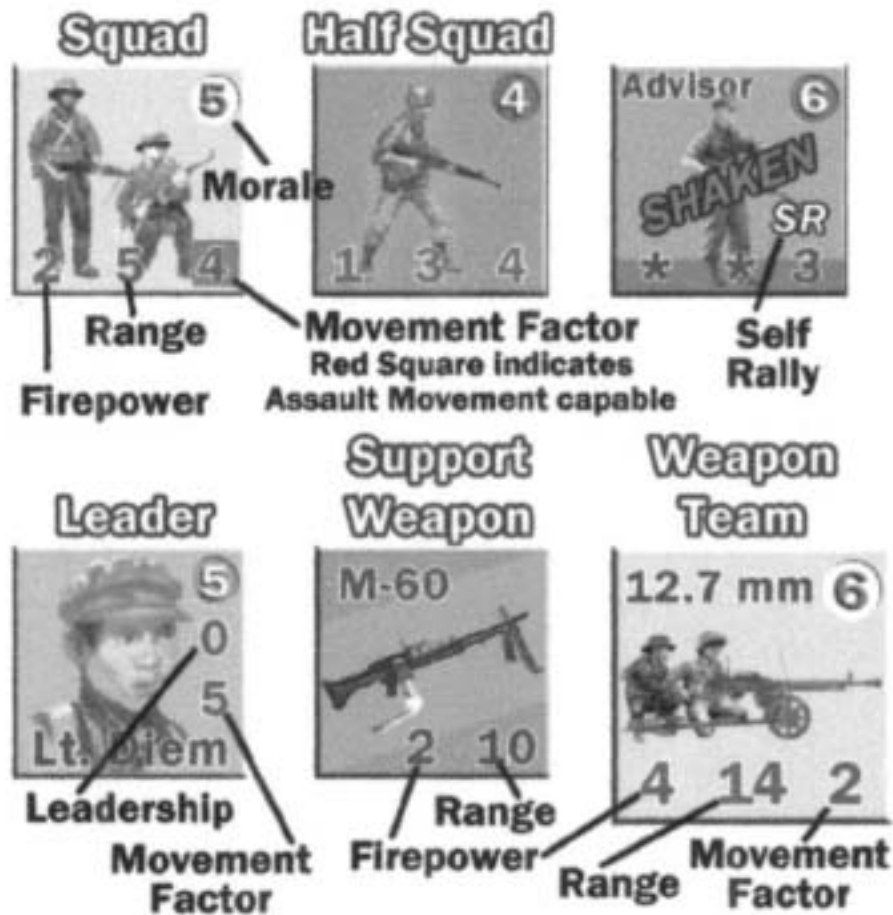 Squad
Half Squad
5
4
Advisor
6
Morale
SHAKEN
SR
2 5 4
1 3 4
* * 3
Range
Firepower
Movement Factor
Red Square indicates
Assault Movement capable
Self
Rally
Leader
Support
Weapon
Weapon
Team
5
0
5
Lt. Diem
M-60
2 10
12.7 mm 6
4 14 2
Leadership
Movement
Factor
Range
Firepower
Range
Movement
Factor